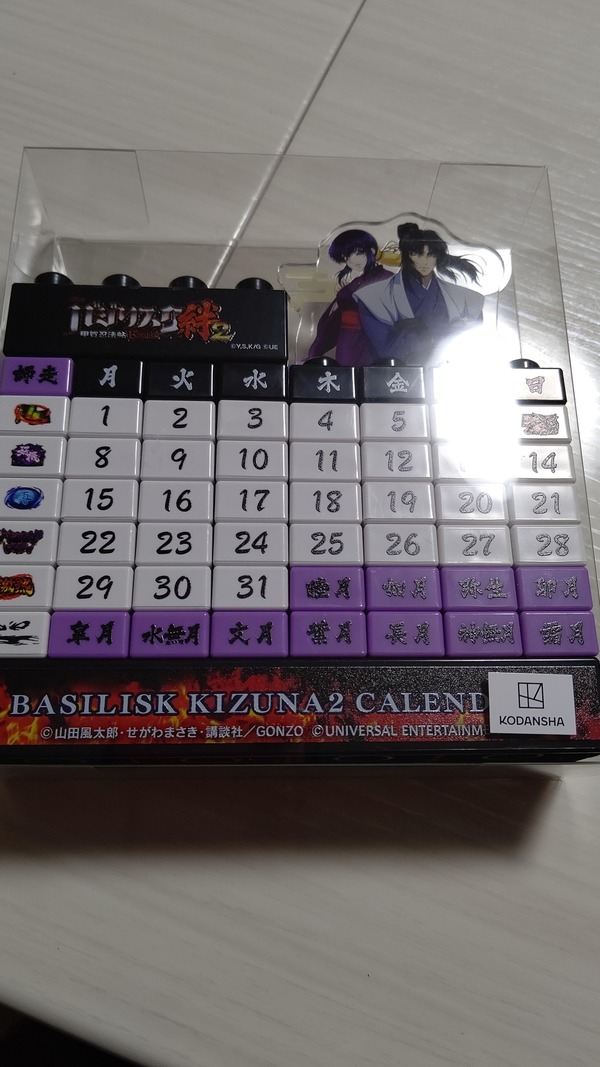 バジリスク絆2
甲賀忍法帖
©Y,S,K/G ©UE
師走 月 火 水 木 金 日
1 2 3 4 5
8 9 10 11 12 14
15 16 17 18 19 20 21
22 23 24 25 26 27 28
29 30 31 睦月 如月 弥生 卯月
皐月 水無月 文月 葉月 長月 神無月 霜月
BASILISK KIZUNA2 CALEND
©山田風太郎・せがわまさき・講談社/GONZO ©UNIVERSAL ENTERTAINM
KODANSHA